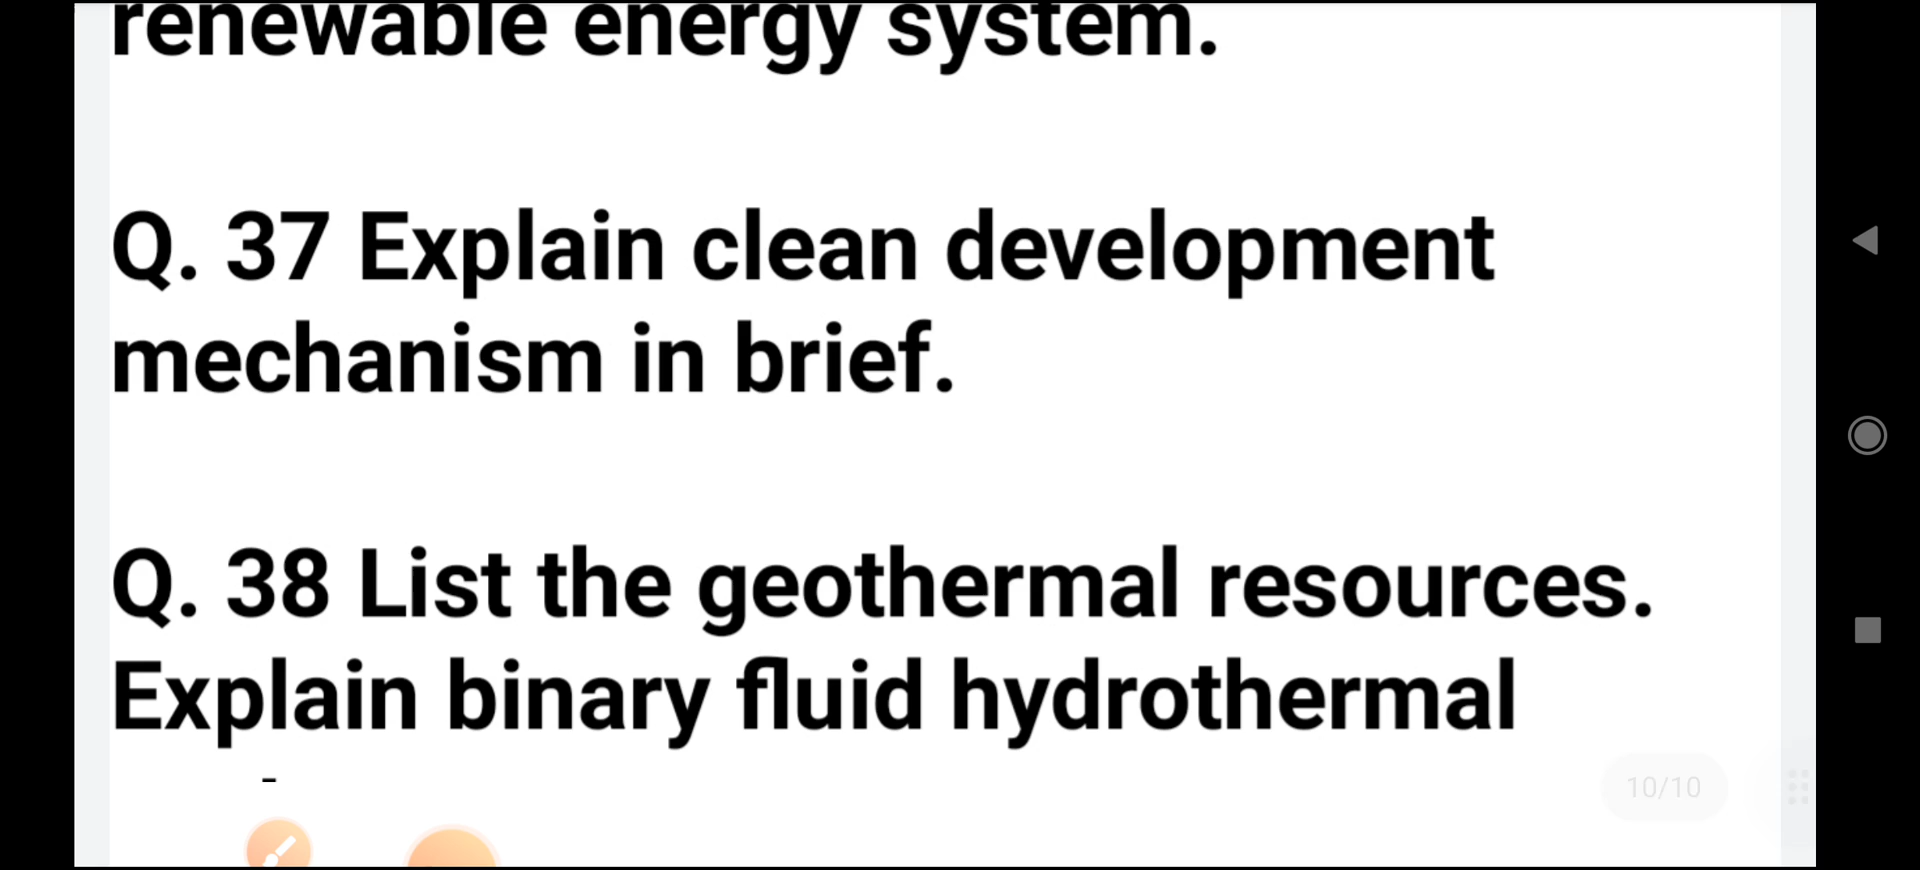 renewable energy system.
Q. 37 Explain clean development
mechanism in brief.
Q. 38 List the geothermal resources.
Explain binary fluid hydrothermal
10/10